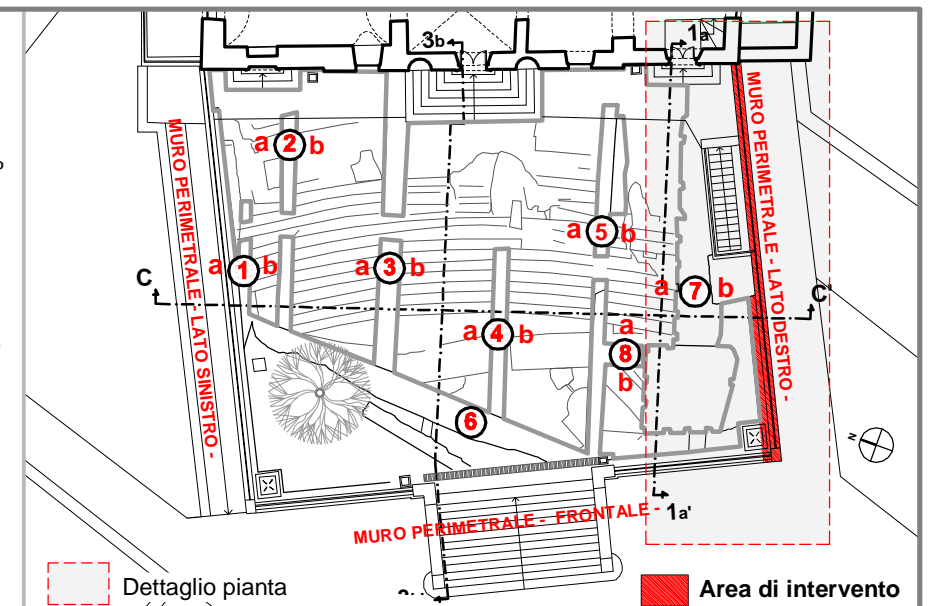 3b
1a
a 2 b
MURO PERIMETRALE - LATO SINISTRO -
MURO PERIMETRALE - LATO DESTRO -
a 5 b
a 1 b
a 3 b
C
C'
a 7 b
a 4 b
a
8
b
6
N
1a'
MURO PERIMETRALE - FRONTALE -
Dettaglio pianta
Area di intervento